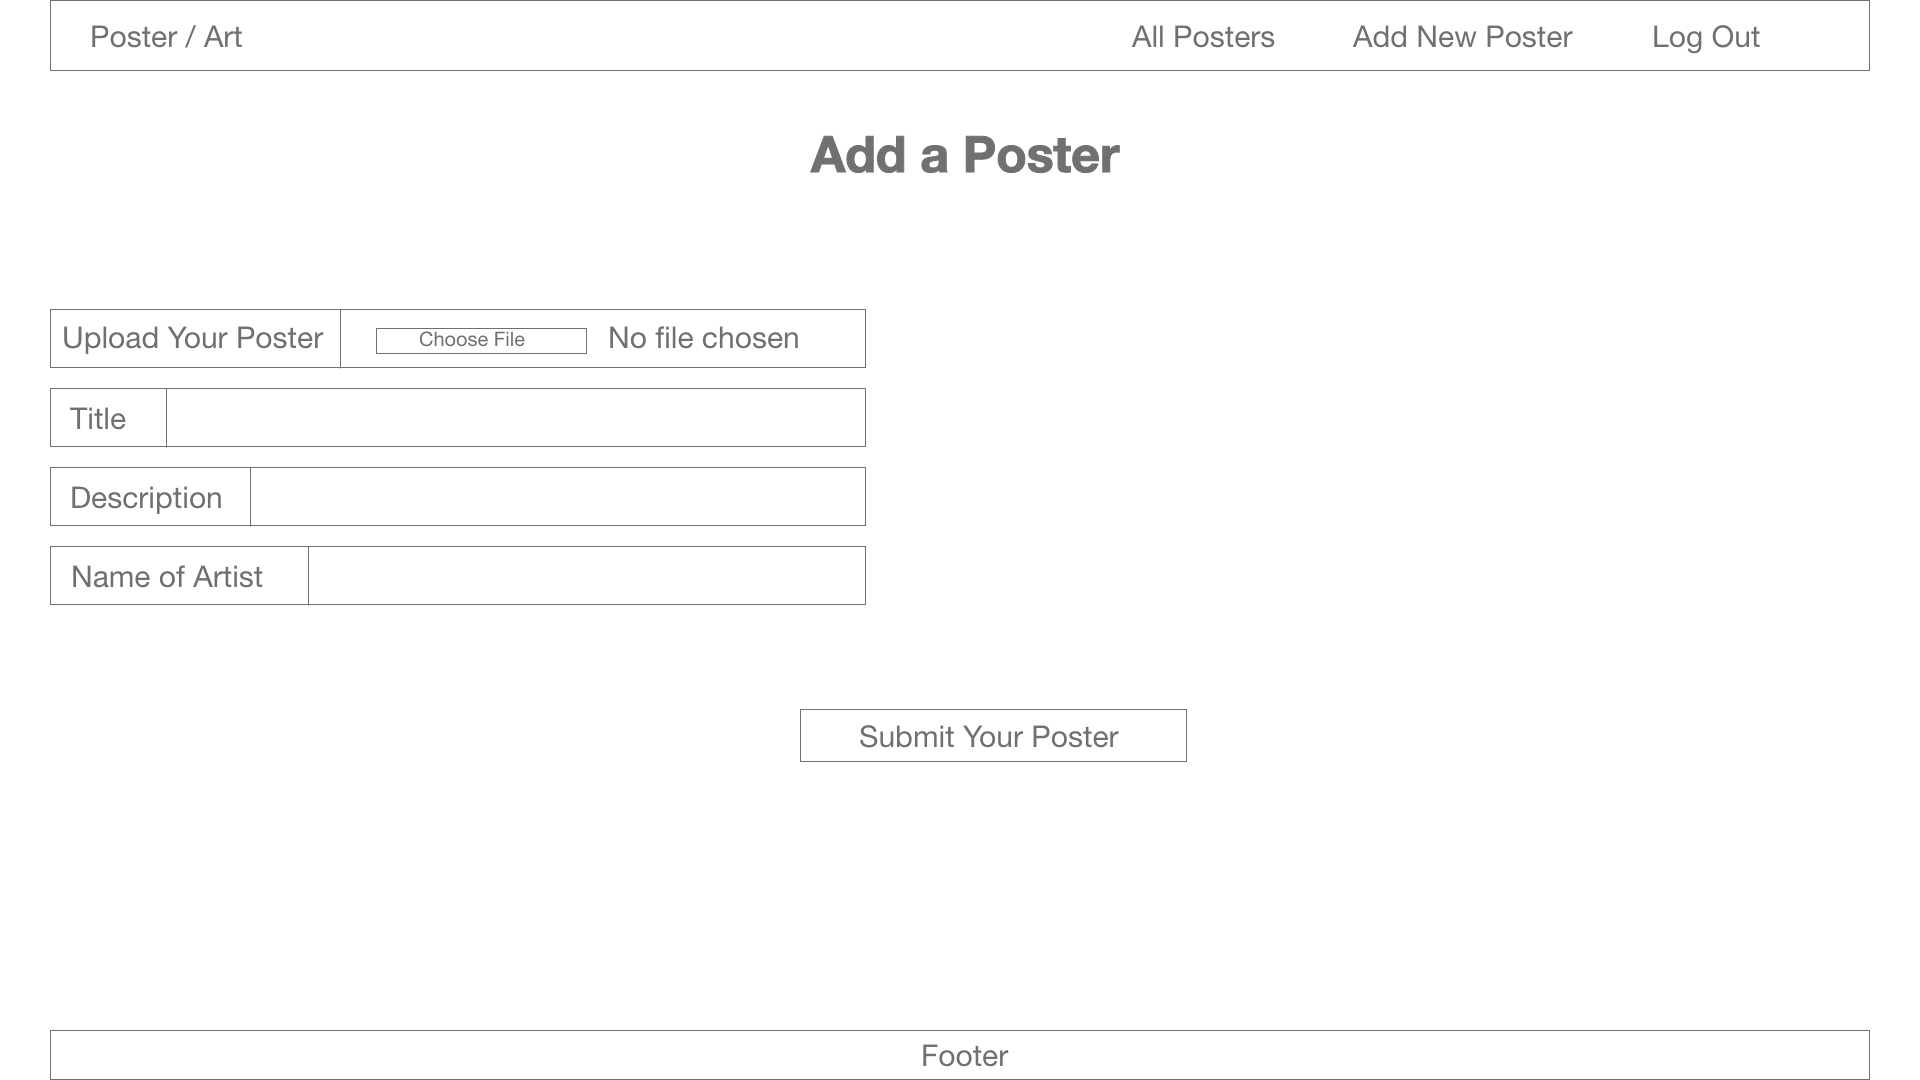 Poster / Art All Posters Add New Poster Log Out
Add a Poster
Upload Your Poster Choose File No file chosen
Title
Description
Name of Artist
Submit Your Poster
Footer